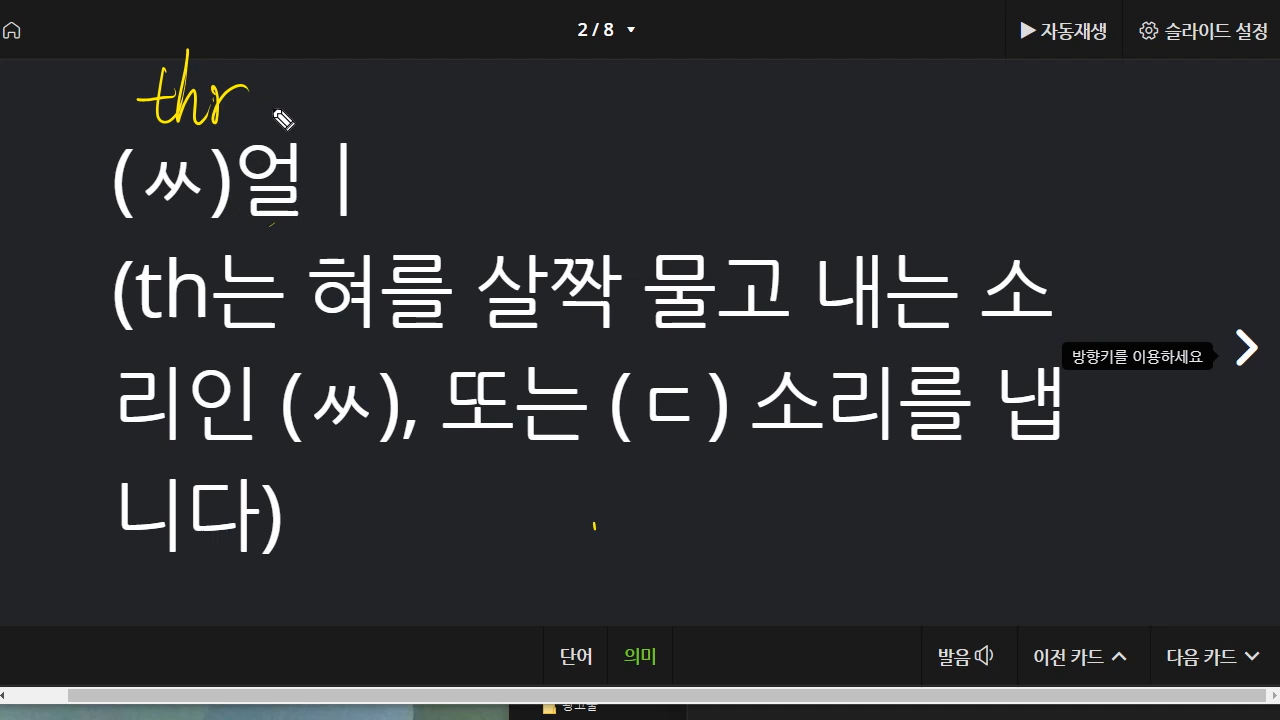 2 / 8
자동재생
슬라이드 설정
thr
(ㅆ)얼ㅣ
(th는 혀를 살짝 물고 내는 소
리인 (ㅆ), 또는 (ㄷ) 소리를 냅
니다)
방향키를 이용하세요
단어
의미
발음
이전 카드
다음 카드